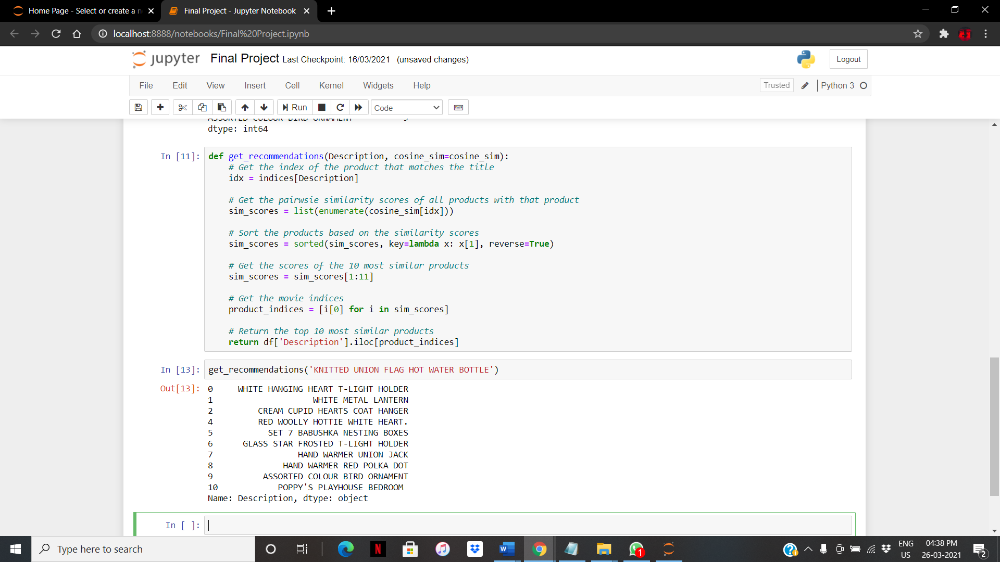 Home Page - Select or create a n
Final Project - Jupyter Notebook
localhost:8888/notebooks/Final%20Project.ipynb
jupyter Final Project Last Checkpoint: 16/03/2021 (unsaved changes)
Logout
File Edit View Insert Cell Kernel Widgets Help
Trusted Python 3
Run Code
ASSORTED COLOUR BIRD ORNAMENT 9
dtype: int64
In [11]: def get_recommendations(Description, cosine_sim=cosine_sim):
# Get the index of the product that matches the title
idx = indices[Description]
# Get the pairwsie similarity scores of all products with that product
sim_scores = list(enumerate(cosine_sim[idx]))
# Sort the products based on the similarity scores
sim_scores = sorted(sim_scores, key=lambda x: x[1], reverse=True)
# Get the scores of the 10 most similar products
sim_scores = sim_scores[1:11]
# Get the movie indices
product_indices = [i[0] for i in sim_scores]
# Return the top 10 most similar products
return df['Description'].iloc[product_indices]
In [13]: get_recommendations('KNITTED UNION FLAG HOT WATER BOTTLE')
Out[13]: 0 WHITE HANGING HEART T-LIGHT HOLDER
1 WHITE METAL LANTERN
2 CREAM CUPID HEARTS COAT HANGER
4 RED WOOLLY HOTTIE WHITE HEART.
5 SET 7 BABUSHKA NESTING BOXES
6 GLASS STAR FROSTED T-LIGHT HOLDER
7 HAND WARMER UNION JACK
8 HAND WARMER RED POLKA DOT
9 ASSORTED COLOUR BIRD ORNAMENT
10 POPPY'S PLAYHOUSE BEDROOM
Name: Description, dtype: object
In [ ]:
Type here to search
N
W
1
ENG
US
04:38 PM
26-03-2021
2